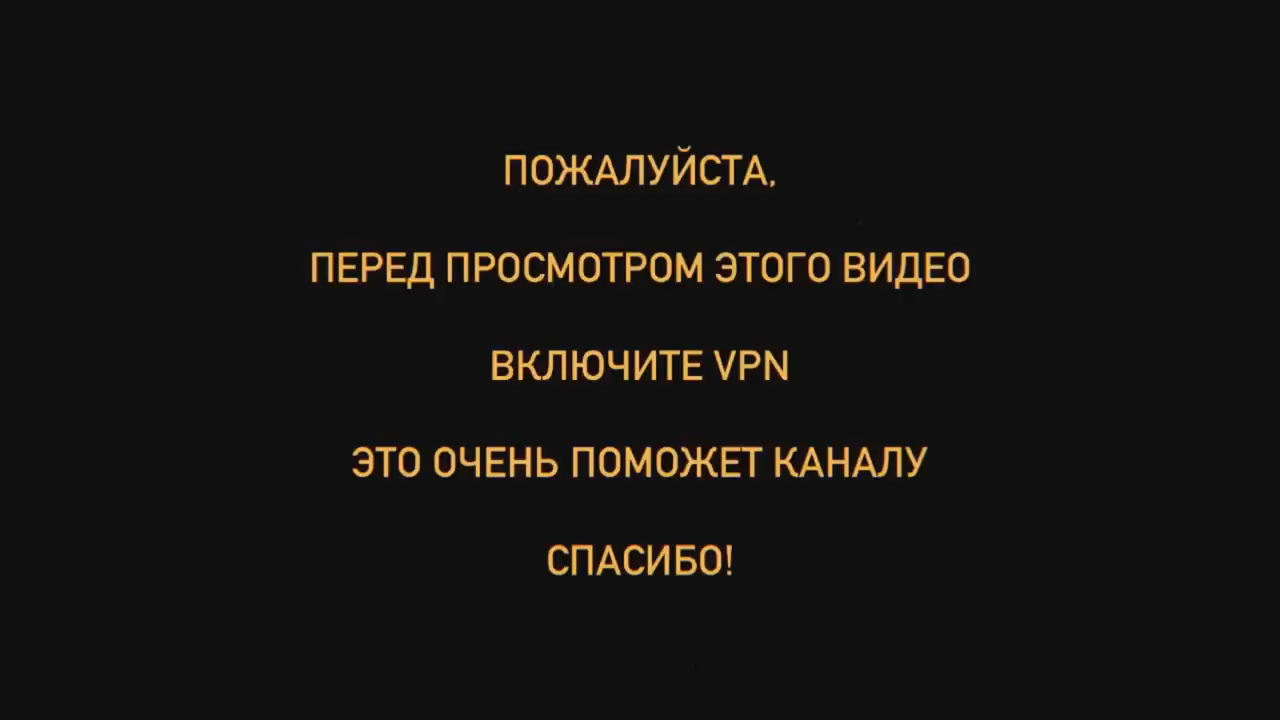 ПОЖАЛУЙСТА,
ПЕРЕД ПРОСМОТРОМ ЭТОГО ВИДЕО
ВКЛЮЧИТЕ VPN
ЭТО ОЧЕНЬ ПОМОЖЕТ КАНАЛУ
СПАСИБО!